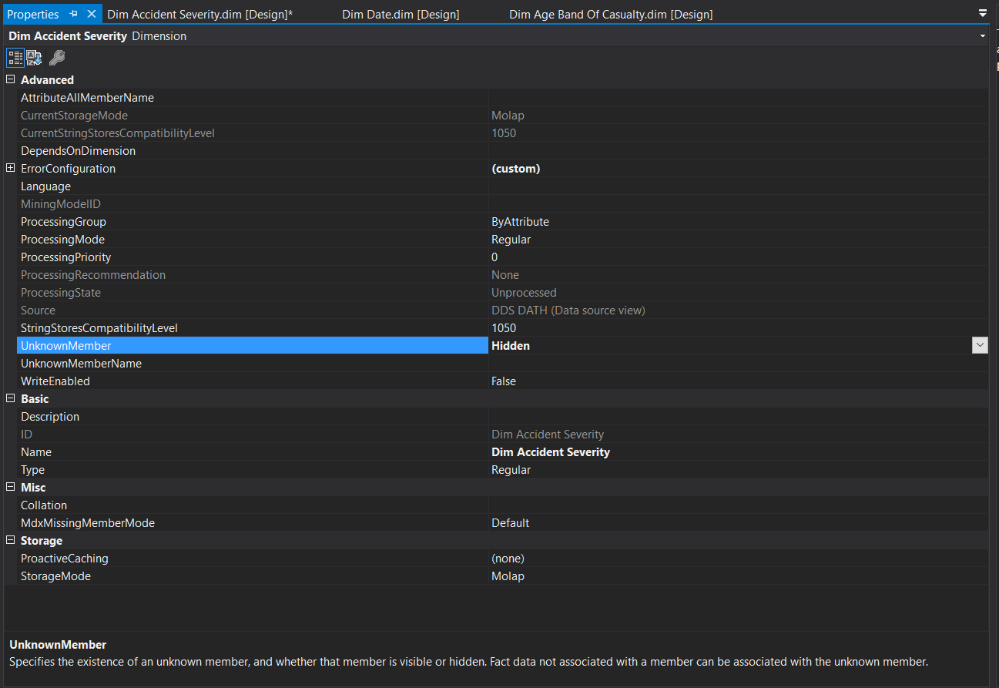 Properties Dim Accident Severity.dim [Design]* Dim Date.dim [Design] Dim Age Band Of Casualty.dim [Design]
Dim Accident Severity Dimension
Advanced
AttributeAllMemberName
CurrentStorageMode Molap
CurrentStringStoresCompatibilityLevel 1050
DependsOnDimension
ErrorConfiguration (custom)
Language
MiningModelID
ProcessingGroup ByAttribute
ProcessingMode Regular
ProcessingPriority 0
ProcessingRecommendation None
ProcessingState Unprocessed
Source DDS DATH (Data source view)
StringStoresCompatibilityLevel 1050
UnknownMember Hidden
UnknownMemberName
WriteEnabled False
Basic
Description
ID Dim Accident Severity
Name Dim Accident Severity
Type Regular
Misc
Collation
MdxMissingMemberMode Default
Storage
ProactiveCaching (none)
StorageMode Molap
UnknownMember
Specifies the existence of an unknown member, and whether that member is visible or hidden. Fact data not associated with a member can be associated with the unknown member.